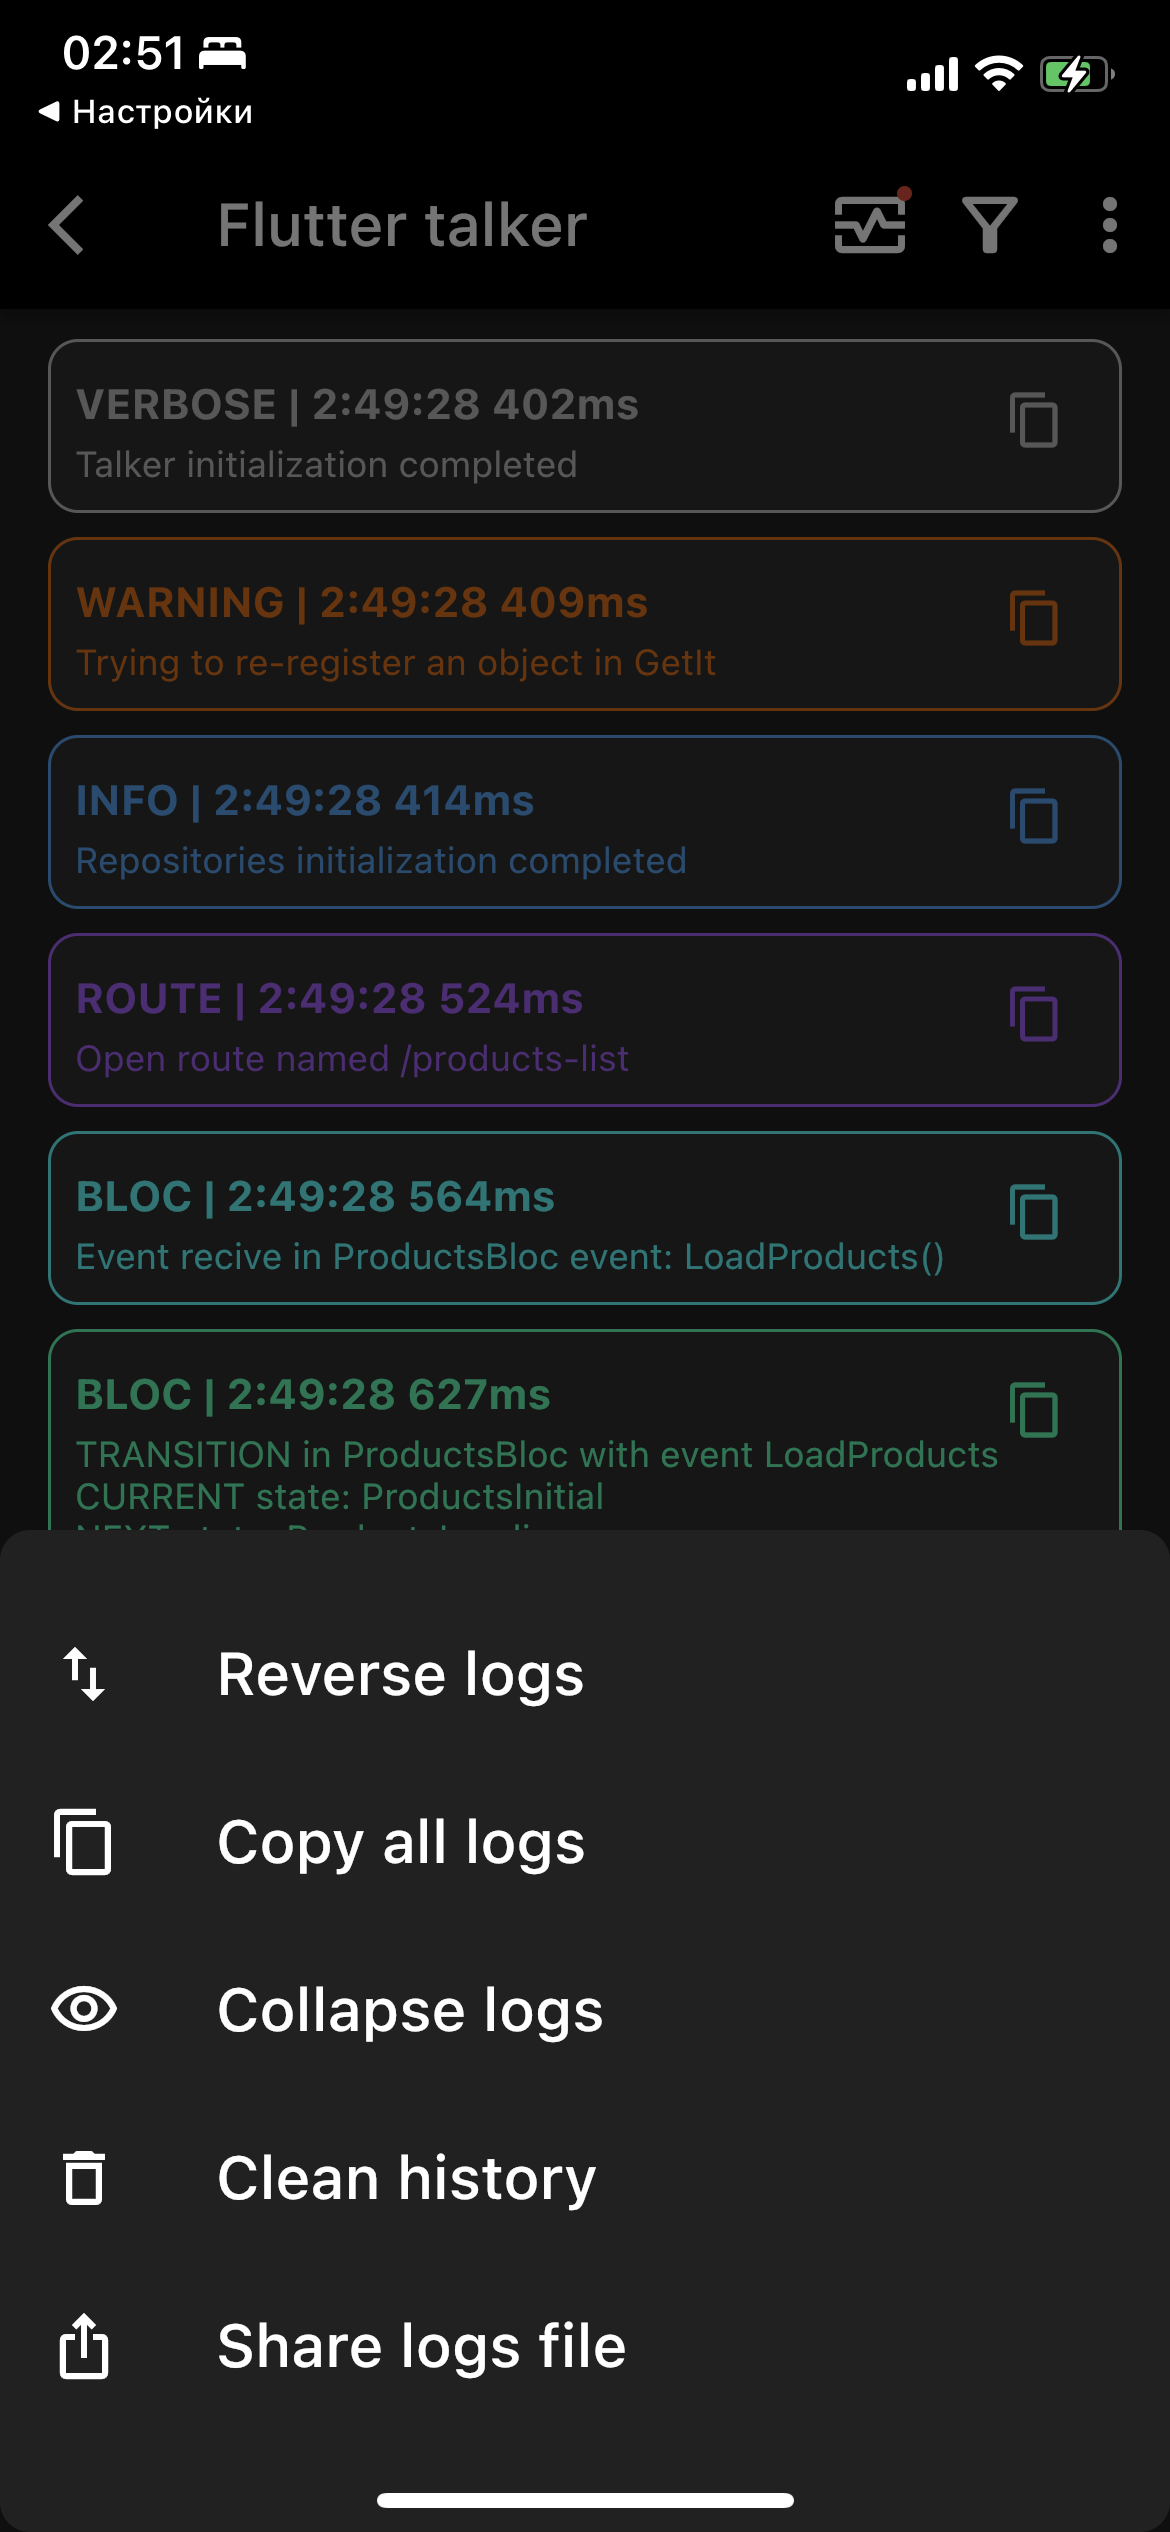 02:51
Настройки
Flutter talker
VERBOSE | 2:49:28 402ms
Talker initialization completed
WARNING | 2:49:28 409ms
Trying to re-register an object in GetIt
INFO | 2:49:28 414ms
Repositories initialization completed
ROUTE | 2:49:28 524ms
Open route named /products-list
BLOC | 2:49:28 564ms
Event recive in ProductsBloc event: LoadProducts()
BLOC | 2:49:28 627ms
TRANSITION in ProductsBloc with event LoadProducts
CURRENT state: ProductsInitial
Reverse logs
Copy all logs
Collapse logs
Clean history
Share logs file